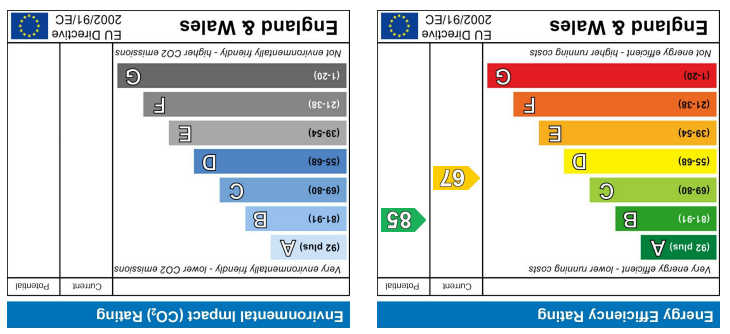 Energy Efficiency Rating
Current Potential
Very energy efficient - lower running costs
(92 plus) A
(81-91) B
(69-80) C
(55-68) D
(39-54) E
(21-38) F
(1-20) G
Not energy efficient - higher running costs
67
85
England & Wales
EU Directive
2002/91/EC
Environmental Impact (CO₂) Rating
Current Potential
Very environmentally friendly - lower CO2 emissions
(92 plus) A
(81-91) B
(69-80) C
(55-68) D
(39-54) E
(21-38) F
(1-20) G
Not environmentally friendly - higher CO2 emissions
England & Wales
EU Directive
2002/91/EC